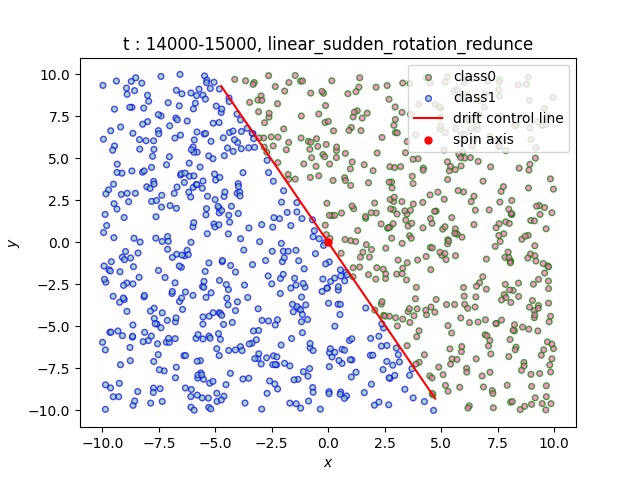 t : 14000-15000, linear_sudden_rotation_redunce
class0
class1
drift control line
spin axis
10.0
7.5
5.0
2.5
0.0
−2.5
−5.0
−7.5
−10.0
y
−10.0 −7.5 −5.0 −2.5 0.0 2.5 5.0 7.5 10.0
x